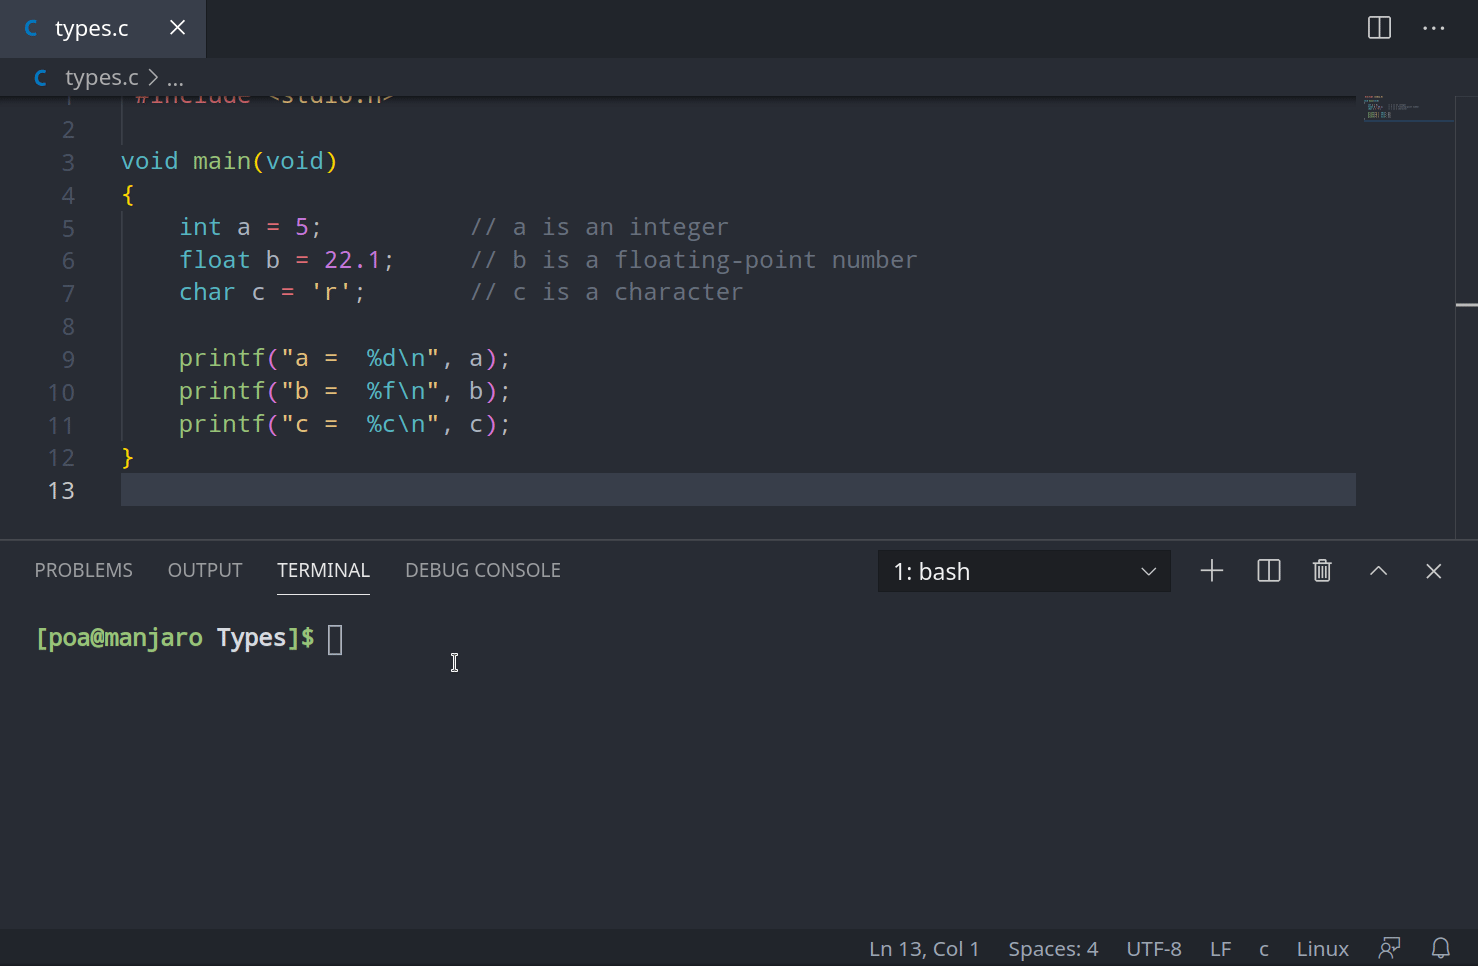 C types.c
C types.c > ...
1 #include <stdio.h>
2
3 void main(void)
4 {
5     int a = 5;          // a is an integer
6     float b = 22.1;     // b is a floating-point number
7     char c = 'r';       // c is a character
8
9     printf("a =  %d\n", a);
10     printf("b =  %f\n", b);
11     printf("c =  %c\n", c);
12 }
13
PROBLEMS OUTPUT TERMINAL DEBUG CONSOLE 1: bash
[poa@manjaro Types]$
Ln 13, Col 1 Spaces: 4 UTF-8 LF c Linux